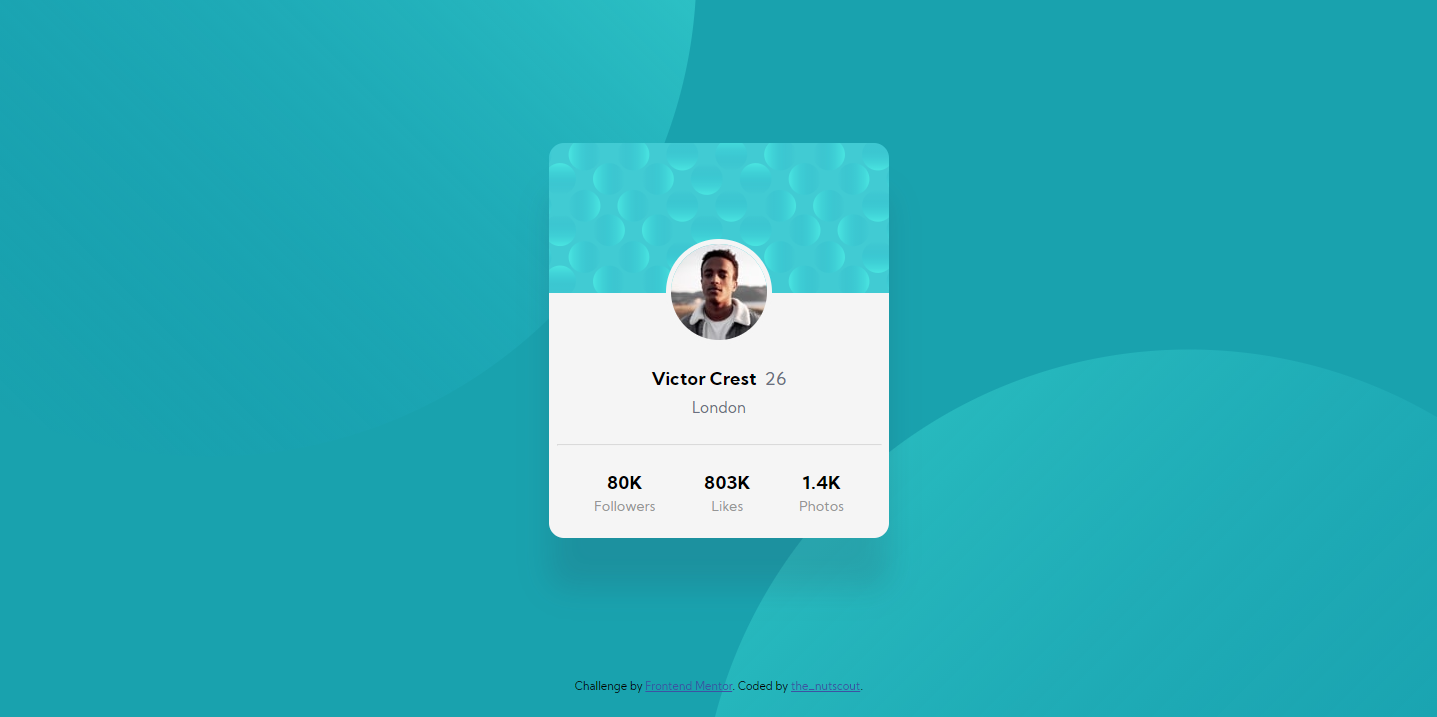 Victor Crest 26
London
80K 803K 1.4K
Followers Likes Photos
Challenge by Frontend Mentor. Coded by the_nutscout.